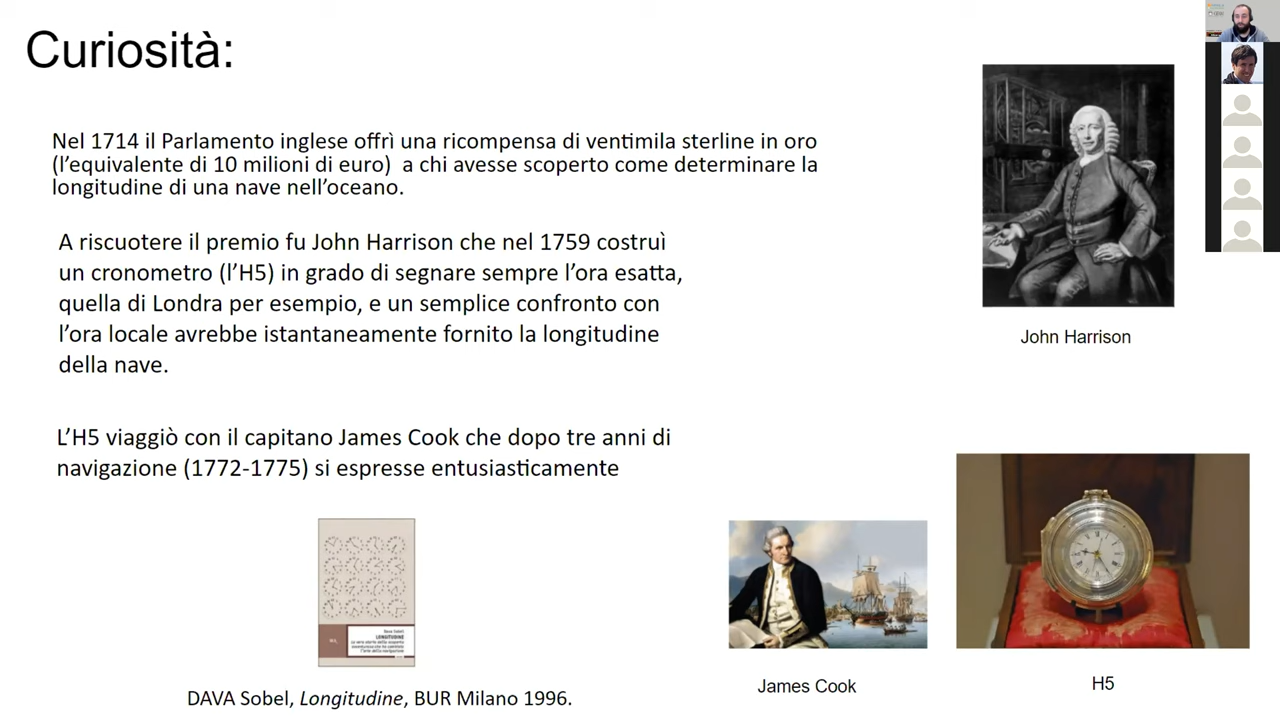 Curiosità:
Nel 1714 il Parlamento inglese offrì una ricompensa di ventimila sterline in oro
(l'equivalente di 10 milioni di euro)  a chi avesse scoperto come determinare la
longitudine di una nave nell'oceano.
A riscuotere il premio fu John Harrison che nel 1759 costruì
un cronometro (l'H5) in grado di segnare sempre l'ora esatta,
quella di Londra per esempio, e un semplice confronto con
l'ora locale avrebbe istantaneamente fornito la longitudine
della nave.
John Harrison
L'H5 viaggiò con il capitano James Cook che dopo tre anni di
navigazione (1772-1775) si espresse entusiasticamente
LONGITUDINE
DAVA Sobel, Longitudine, BUR Milano 1996.
James Cook
H5